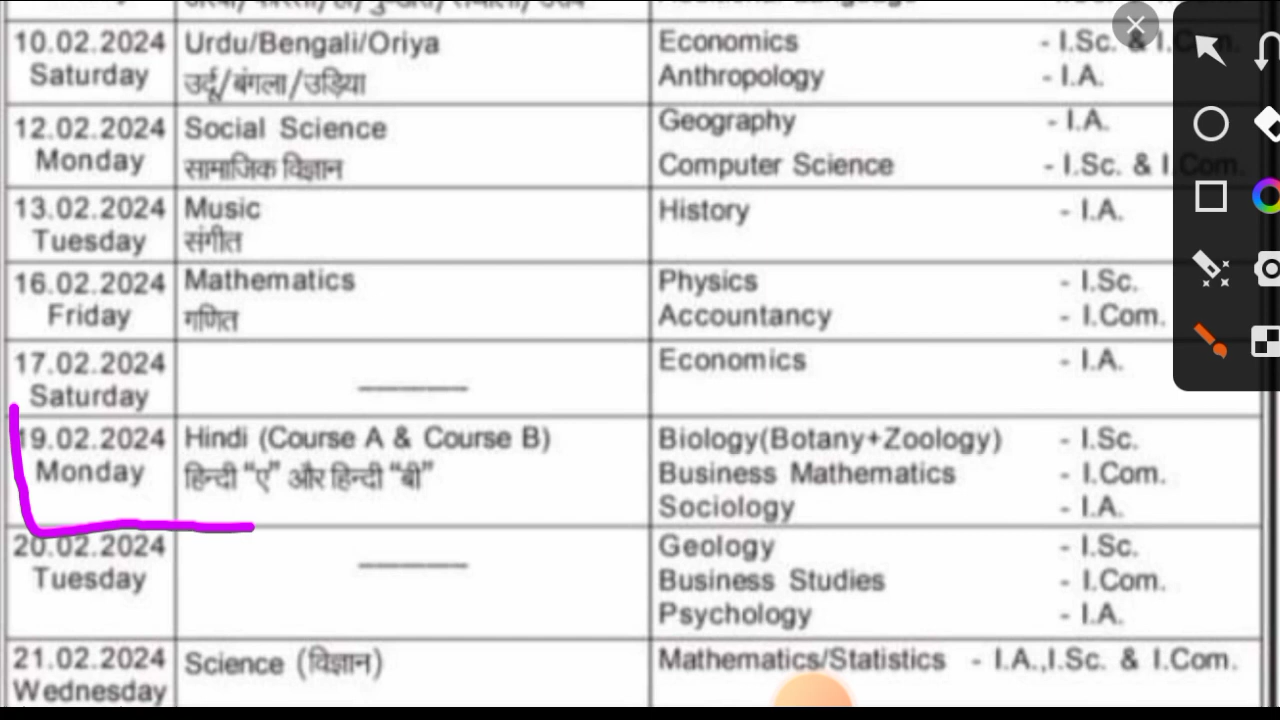 10.02.2024 Urdu/Bengali/Oriya Economics - I.Sc. & I.Com.
Saturday उर्दू/बंगला/उड़िया Anthropology - I.A.
12.02.2024 Social Science Geography - I.A.
Monday सामाजिक विज्ञान Computer Science - I.Sc. & I.Com.
13.02.2024 Music History - I.A.
Tuesday संगीत
16.02.2024 Mathematics Physics - I.Sc.
Friday गणित Accountancy - I.Com.
17.02.2024 Economics - I.A.
Saturday
19.02.2024 Hindi (Course A & Course B) Biology(Botany+Zoology) - I.Sc.
Monday हिन्दी “ए” और हिन्दी “बी” Business Mathematics - I.Com.
Sociology - I.A.
20.02.2024 Geology - I.Sc.
Tuesday Business Studies - I.Com.
Psychology - I.A.
21.02.2024 Science (विज्ञान) Mathematics/Statistics - I.A.,I.Sc. & I.Com.
Wednesday